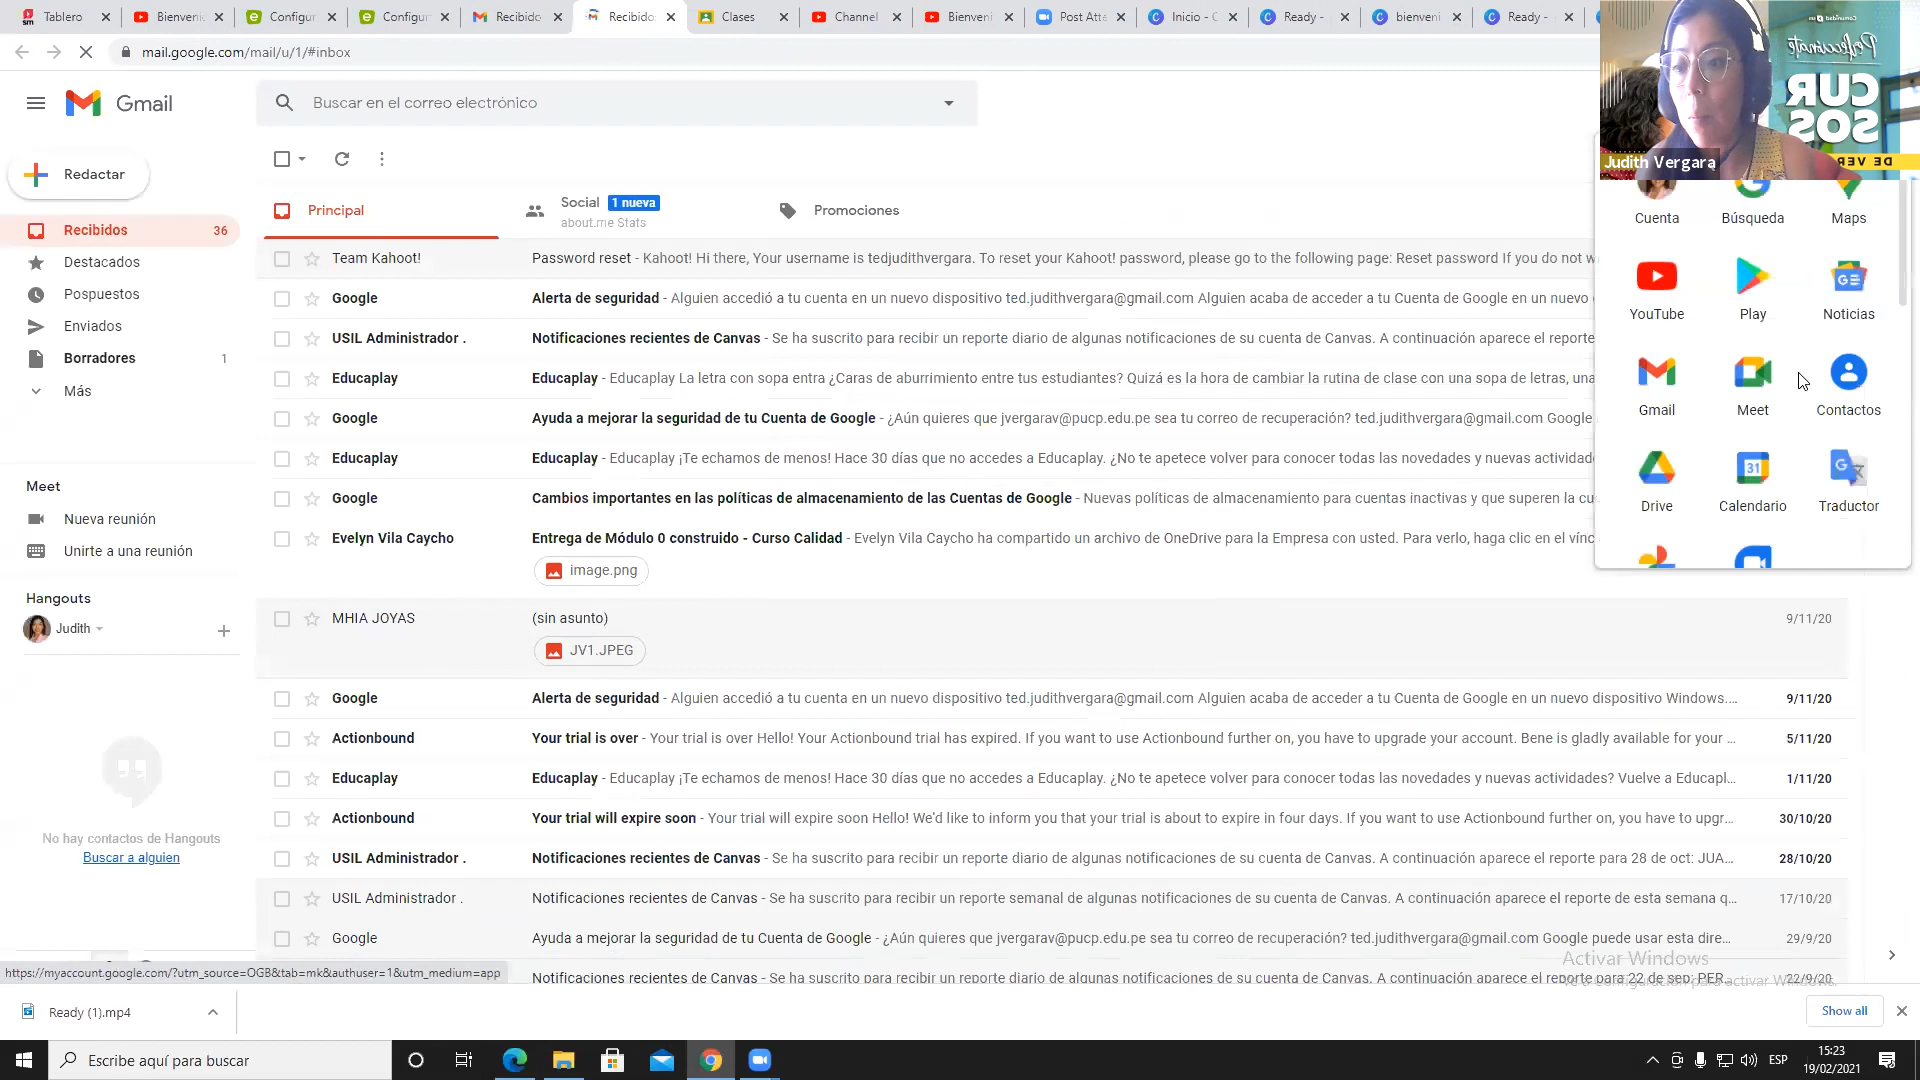 Tablero
Bienveni
Configur
Configur
Recibido
Recibido
Clases
Channel
Bienveni
Post Atte
Inicio - C
Ready -
bienveni
Ready -
mail.google.com/mail/u/1/#inbox
Gmail
Buscar en el correo electrónico
Redactar
Recibidos 36
Destacados
Pospuestos
Enviados
Borradores 1
Más
Meet
Nueva reunión
Unirte a una reunión
Hangouts
Judith
No hay contactos de Hangouts
Buscar a alguien
Principal
Social 1 nueva
about.me Stats
Promociones
Team Kahoot! Password reset - Kahoot! Hi there, Your username is tedjudithvergara. To reset your Kahoot! password, please go to the following page: Reset password If you do not w
Google Alerta de seguridad - Alguien accedió a tu cuenta en un nuevo dispositivo ted.judithvergara@gmail.com Alguien acaba de acceder a tu Cuenta de Google en un nuevo
USIL Administrador . Notificaciones recientes de Canvas - Se ha suscrito para recibir un reporte diario de algunas notificaciones de su cuenta de Canvas. A continuación aparece el reporte
Educaplay Educaplay - Educaplay La letra con sopa entra ¿Caras de aburrimiento entre tus estudiantes? Quizá es la hora de cambiar la rutina de clase con una sopa de letras, una
Google Ayuda a mejorar la seguridad de tu Cuenta de Google - ¿Aún quieres que jvergarav@pucp.edu.pe sea tu correo de recuperación? ted.judithvergara@gmail.com Google
Educaplay Educaplay - Educaplay ¡Te echamos de menos! Hace 30 días que no accedes a Educaplay. ¿No te apetece volver para conocer todas las novedades y nuevas actividade
Google Cambios importantes en las políticas de almacenamiento de las Cuentas de Google - Nuevas políticas de almacenamiento para cuentas inactivas y que superen la cu
Evelyn Vila Caycho Entrega de Módulo 0 construido - Curso Calidad - Evelyn Vila Caycho ha compartido un archivo de OneDrive para la Empresa con usted. Para verlo, haga clic en el vínc
image.png
MHIA JOYAS (sin asunto) 9/11/20
JV1.JPEG
Google Alerta de seguridad - Alguien accedió a tu cuenta en un nuevo dispositivo ted.judithvergara@gmail.com Alguien acaba de acceder a tu Cuenta de Google en un nuevo dispositivo Windows.... 9/11/20
Actionbound Your trial is over - Your trial is over Hello! Your Actionbound trial has expired. If you want to use Actionbound further on, you have to upgrade your account. Bene is gladly available for your ... 5/11/20
Educaplay Educaplay - Educaplay ¡Te echamos de menos! Hace 30 días que no accedes a Educaplay. ¿No te apetece volver para conocer todas las novedades y nuevas actividades? Vuelve a Educapl... 1/11/20
Actionbound Your trial will expire soon - Your trial will expire soon Hello! We'd like to inform you that your trial is about to expire in four days. If you want to use Actionbound further on, you have to upgr... 30/10/20
USIL Administrador . Notificaciones recientes de Canvas - Se ha suscrito para recibir un reporte diario de algunas notificaciones de su cuenta de Canvas. A continuación aparece el reporte para 28 de oct: JUA... 28/10/20
USIL Administrador . Notificaciones recientes de Canvas - Se ha suscrito para recibir un reporte semanal de algunas notificaciones de su cuenta de Canvas. A continuación aparece el reporte de esta semana q... 17/10/20
Google Ayuda a mejorar la seguridad de tu Cuenta de Google - ¿Aún quieres que jvergarav@pucp.edu.pe sea tu correo de recuperación? ted.judithvergara@gmail.com Google puede usar esta dire... 29/9/20
Notificaciones recientes de Canvas - Se ha suscrito para recibir un reporte diario de algunas notificaciones de su cuenta de Canvas. A continuación aparece el reporte para 22 de sep: PER... 22/9/20
Activar Windows
Ve a Configuración para activar Windows.
Perfecciónate
CUR
SOS
DE VER
Judith Vergara
Cuenta
Búsqueda
Maps
YouTube
Play
Noticias
Gmail
Meet
Contactos
Drive
31
Calendario
Traductor
https://myaccount.google.com/?utm_source=OGB&tab=mk&authuser=1&utm_medium=app
Ready (1).mp4
Show all
Escribe aquí para buscar
ESP
15:23
19/02/2021